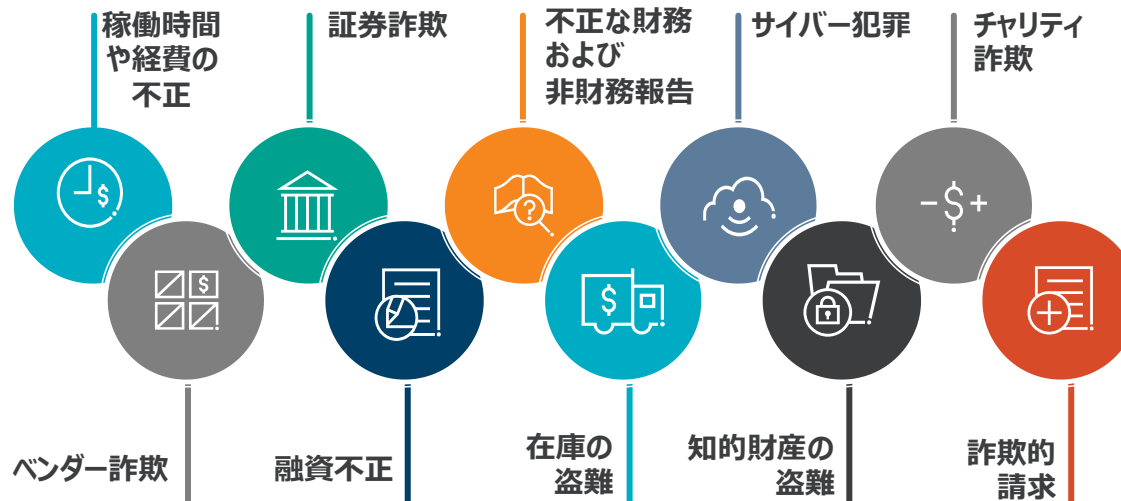 稼働時間
や経費の
不正
証券詐欺
不正な財務
および
非財務報告
サイバー犯罪
チャリティ
詐欺
$
$
?
$
-$+
ベンダー詐欺
融資不正
在庫の
盗難
知的財産の
盗難
詐欺的
請求